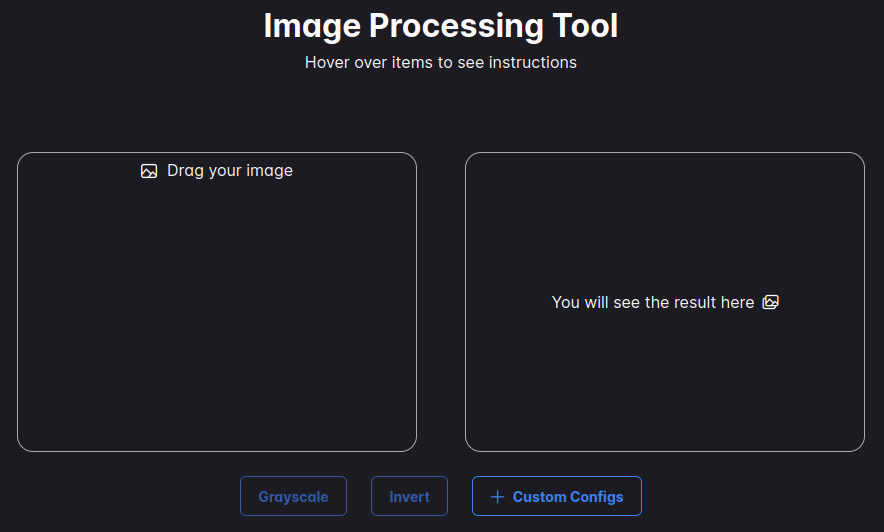 Image Processing Tool
Hover over items to see instructions
Drag your image
You will see the result here
Grayscale
Invert
Custom Configs